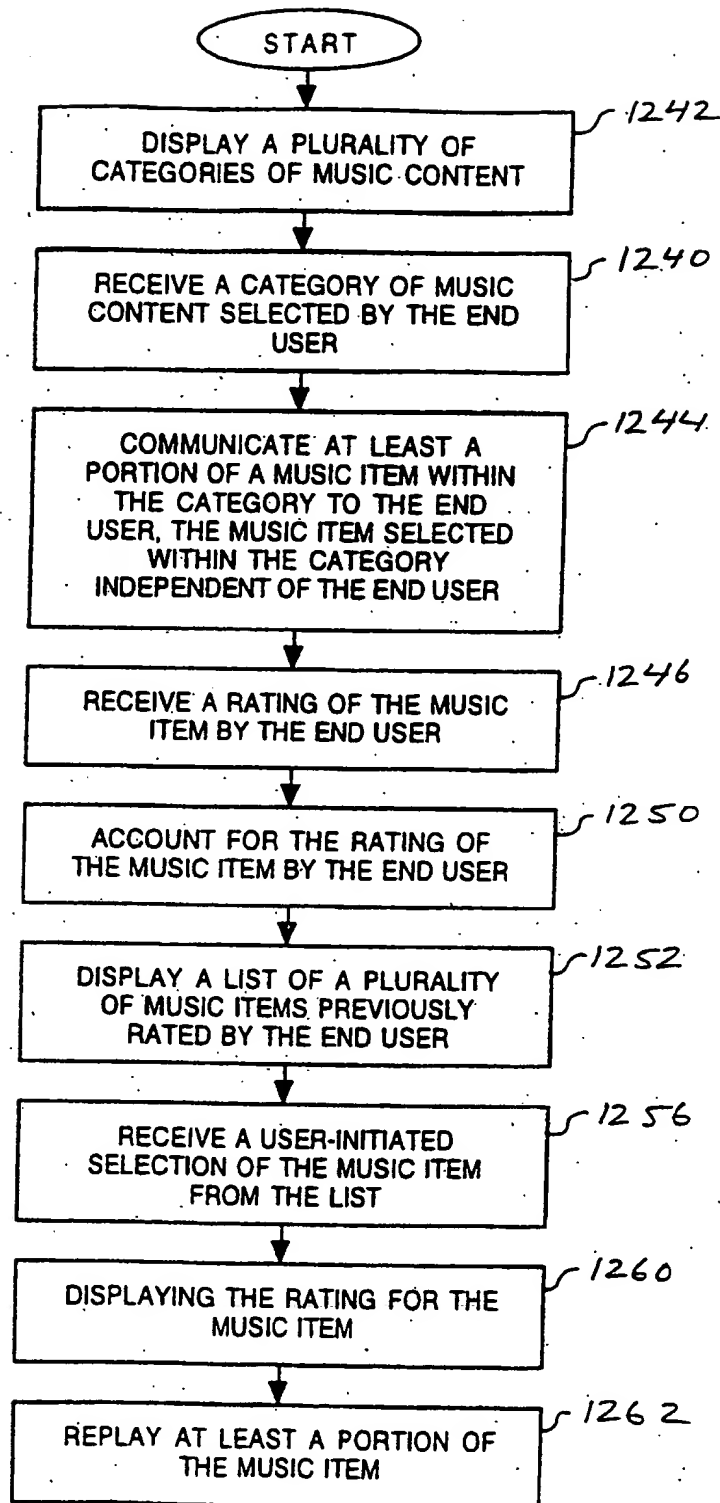 START
1242
DISPLAY A PLURALITY OF
CATEGORIES OF MUSIC CONTENT
1240
RECEIVE A CATEGORY OF MUSIC
CONTENT SELECTED BY THE END
USER
1244
COMMUNICATE AT LEAST A
PORTION OF A MUSIC ITEM WITHIN
THE CATEGORY TO THE END
USER, THE MUSIC ITEM SELECTED
WITHIN THE CATEGORY
INDEPENDENT OF THE END USER
1246
RECEIVE A RATING OF THE MUSIC
ITEM BY THE END USER
1250
ACCOUNT FOR THE RATING OF
THE MUSIC ITEM BY THE END USER
1252
DISPLAY A LIST OF A PLURALITY
OF MUSIC ITEMS PREVIOUSLY
RATED BY THE END USER
1256
RECEIVE A USER-INITIATED
SELECTION OF THE MUSIC ITEM
FROM THE LIST
1260
DISPLAYING THE RATING FOR THE
MUSIC ITEM
1262
REPLAY AT LEAST A PORTION OF
THE MUSIC ITEM